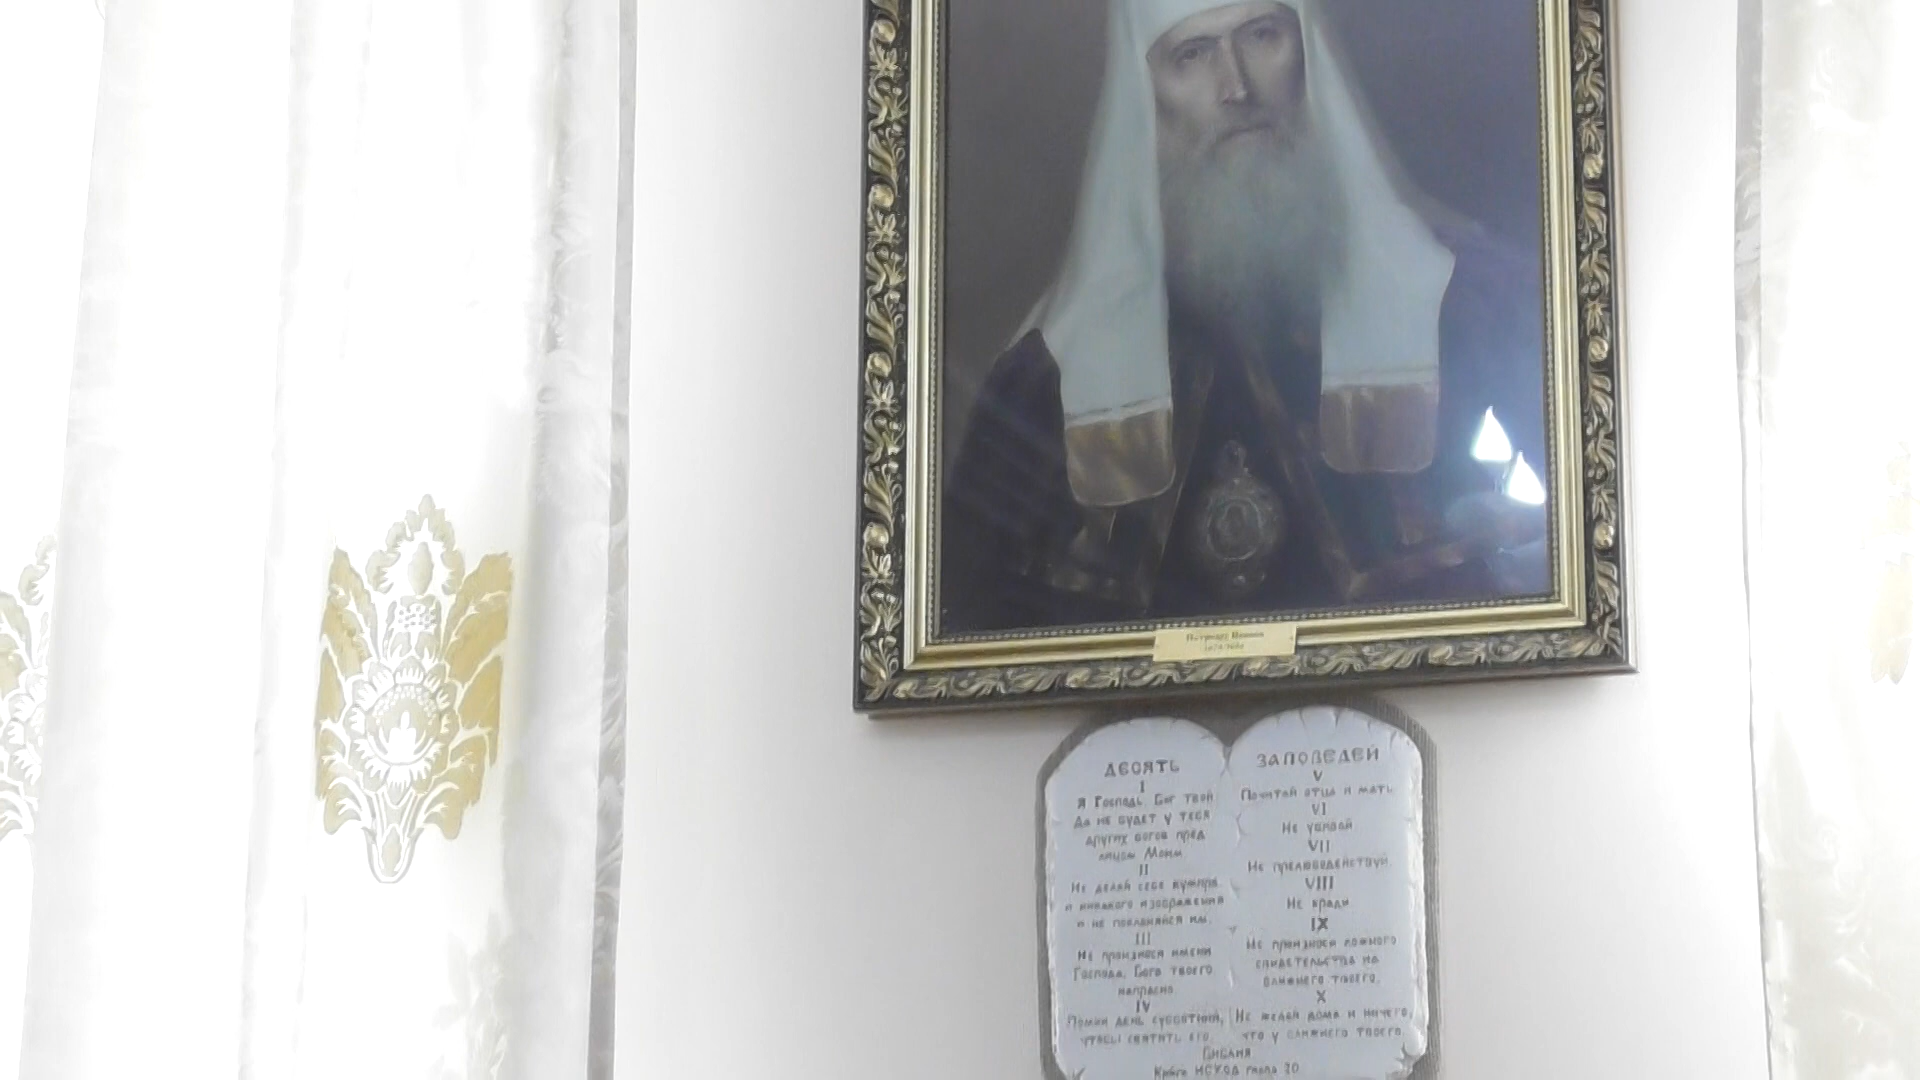 Патриарх Иоаким
ДЕСЯТЬ
I
Я Господь, Бог твой
Да не будет у тебя
других богов пред
лицом Моим.
II
Не делай себе кумира
и никакого изображения
и не поклоняйся им.
III
Не произноси имени
Господа, Бога твоего,
напрасно.
IV
Помни день субботний,
чтобы святить его.
ЗАПОВЕДЕЙ
V
Почитай отца и мать
VI
Не убивай
VII
Не прелюбодействуй.
VIII
Не кради
IX
Не произноси ложного
свидетельства на
ближнего твоего.
X
Не желай дома и ничего,
что у ближнего твоего.
Библия
Книга ИСХОД глава 20